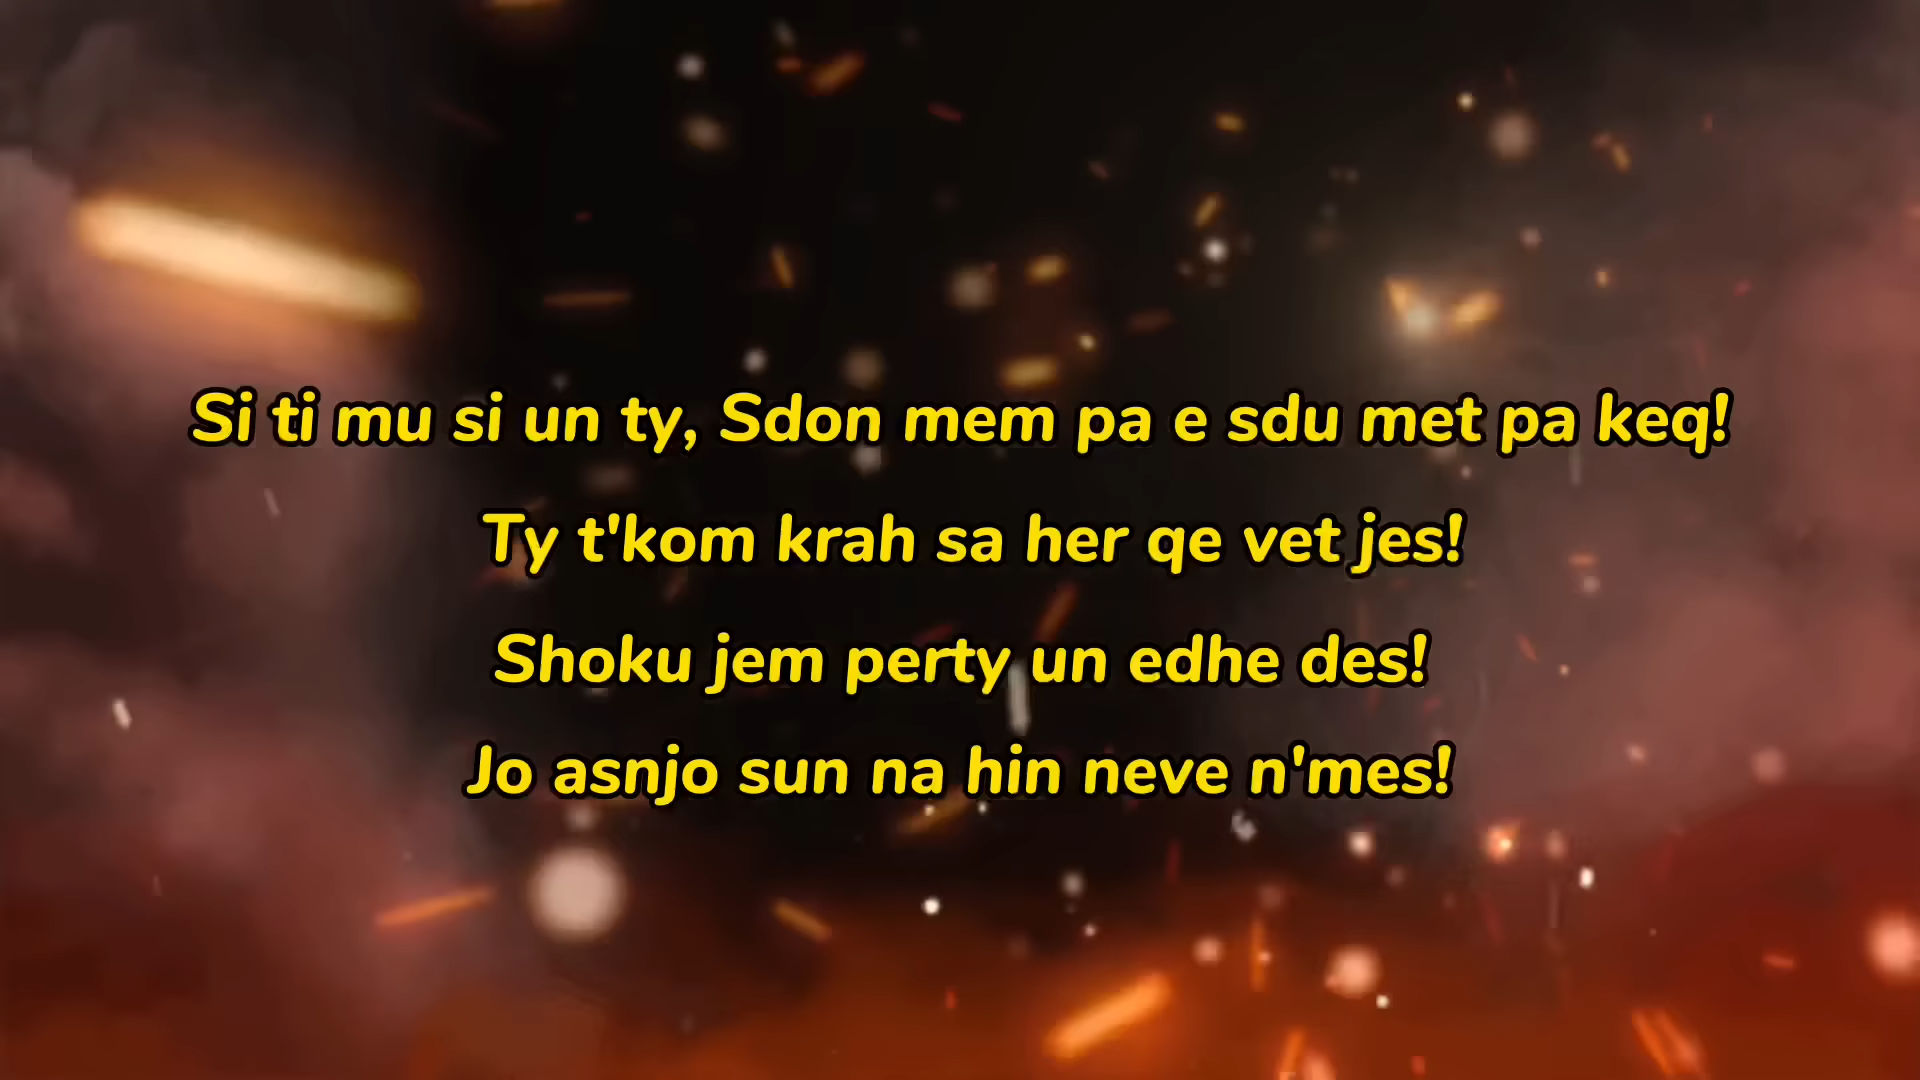 Si ti mu si un ty, Sdon mem pa e sdu met pa keq!
Ty t'kom krah sa her qe vet jes!
Shoku jem perty un edhe des!
Jo asnjo sun na hin neve n'mes!